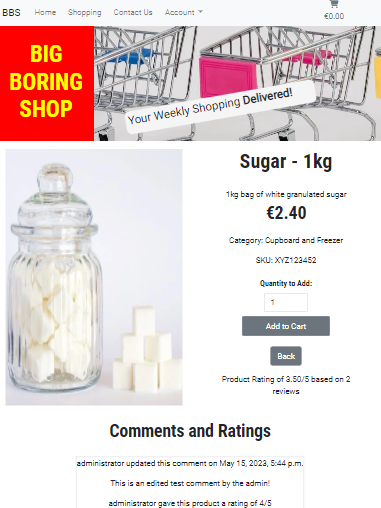 BBS Home Shopping Contact Us Account €0.00
BIG
BORING
SHOP
Your Weekly Shopping Delivered!
Sugar - 1kg
1kg bag of white granulated sugar
€2.40
Category: Cupboard and Freezer
SKU: XYZ123452
Quantity to Add:
1
Add to Cart
Back
Product Rating of 3.50/5 based on 2
reviews
Comments and Ratings
administrator updated this comment on May 15, 2023, 5:44 p.m.
This is an edited test comment by the admin!
administrator gave this product a rating of 4/5